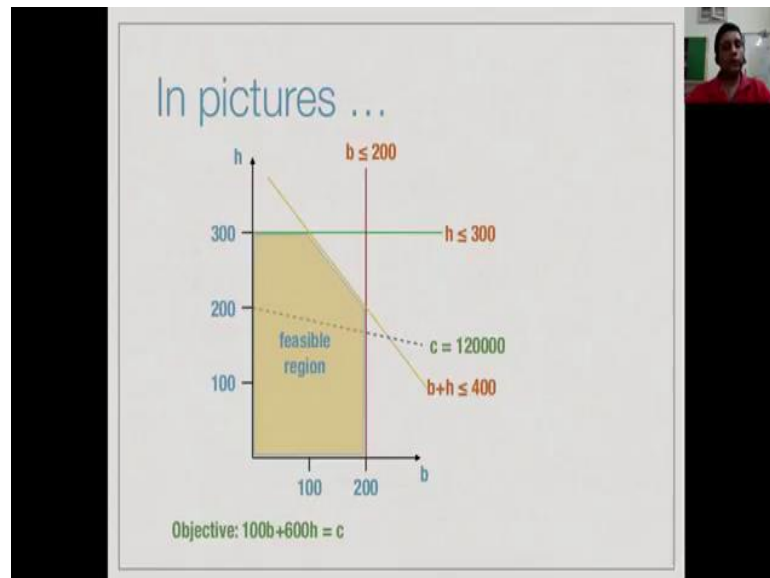 In pictures ...
h
b ≤ 200
300
h ≤ 300
200
feasible
region
c = 120000
100
b+h ≤ 400
100
200
b
Objective: 100b+600h = c